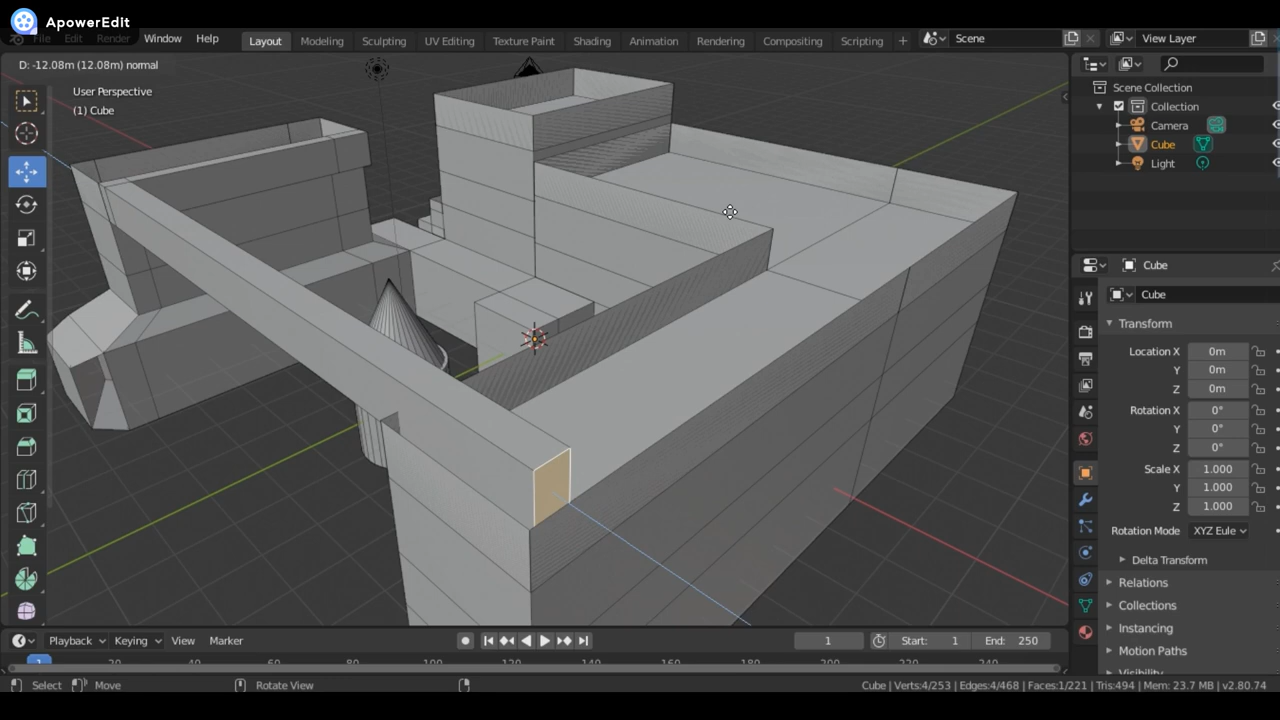 ApowerEdit
File Edit Render Window Help Layout Modeling Sculpting UV Editing Texture Paint Shading Animation Rendering Compositing Scripting + Scene View Layer
D: -12.08m (12.08m) normal
User Perspective
(1) Cube
Scene Collection
Collection
Camera
Cube
Light
Cube
Cube
Transform
Location X 0m
Y 0m
Z 0m
Rotation X 0°
Y 0°
Z 0°
Scale X 1.000
Y 1.000
Z 1.000
Rotation Mode XYZ Eule
Delta Transform
Relations
Collections
Instancing
Motion Paths
Visibility
Playback Keying View Marker 1 Start: 1 End: 250
1 20 40 60 80 100 120 140 160 180 200 220 240
Select Move Rotate View Cube | Verts:4/253 | Edges:4/468 | Faces:1/221 | Tris:494 | Mem: 23.7 MB | v2.80.74